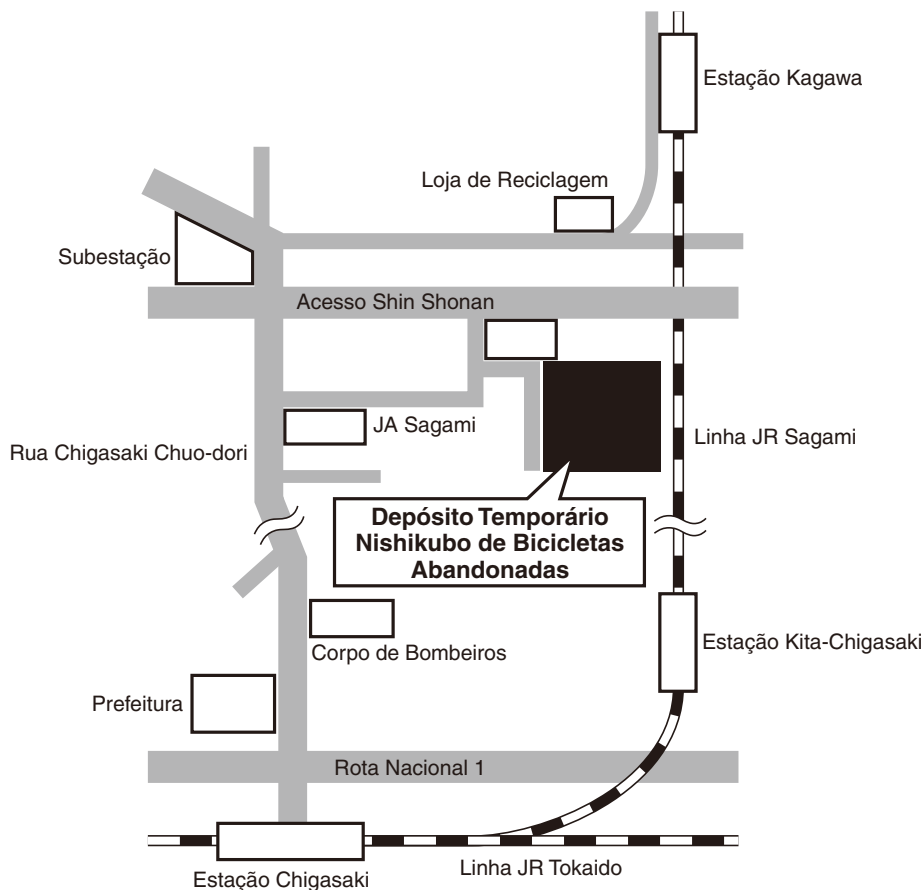 Estação Kagawa
Loja de Reciclagem
Subestação
Acesso Shin Shonan
JA Sagami
Linha JR Sagami
Rua Chigasaki Chuo-dori
Depósito Temporário
Nishikubo de Bicicletas
Abandonadas
Estação Kita-Chigasaki
Corpo de Bombeiros
Prefeitura
Rota Nacional 1
Linha JR Tokaido
Estação Chigasaki